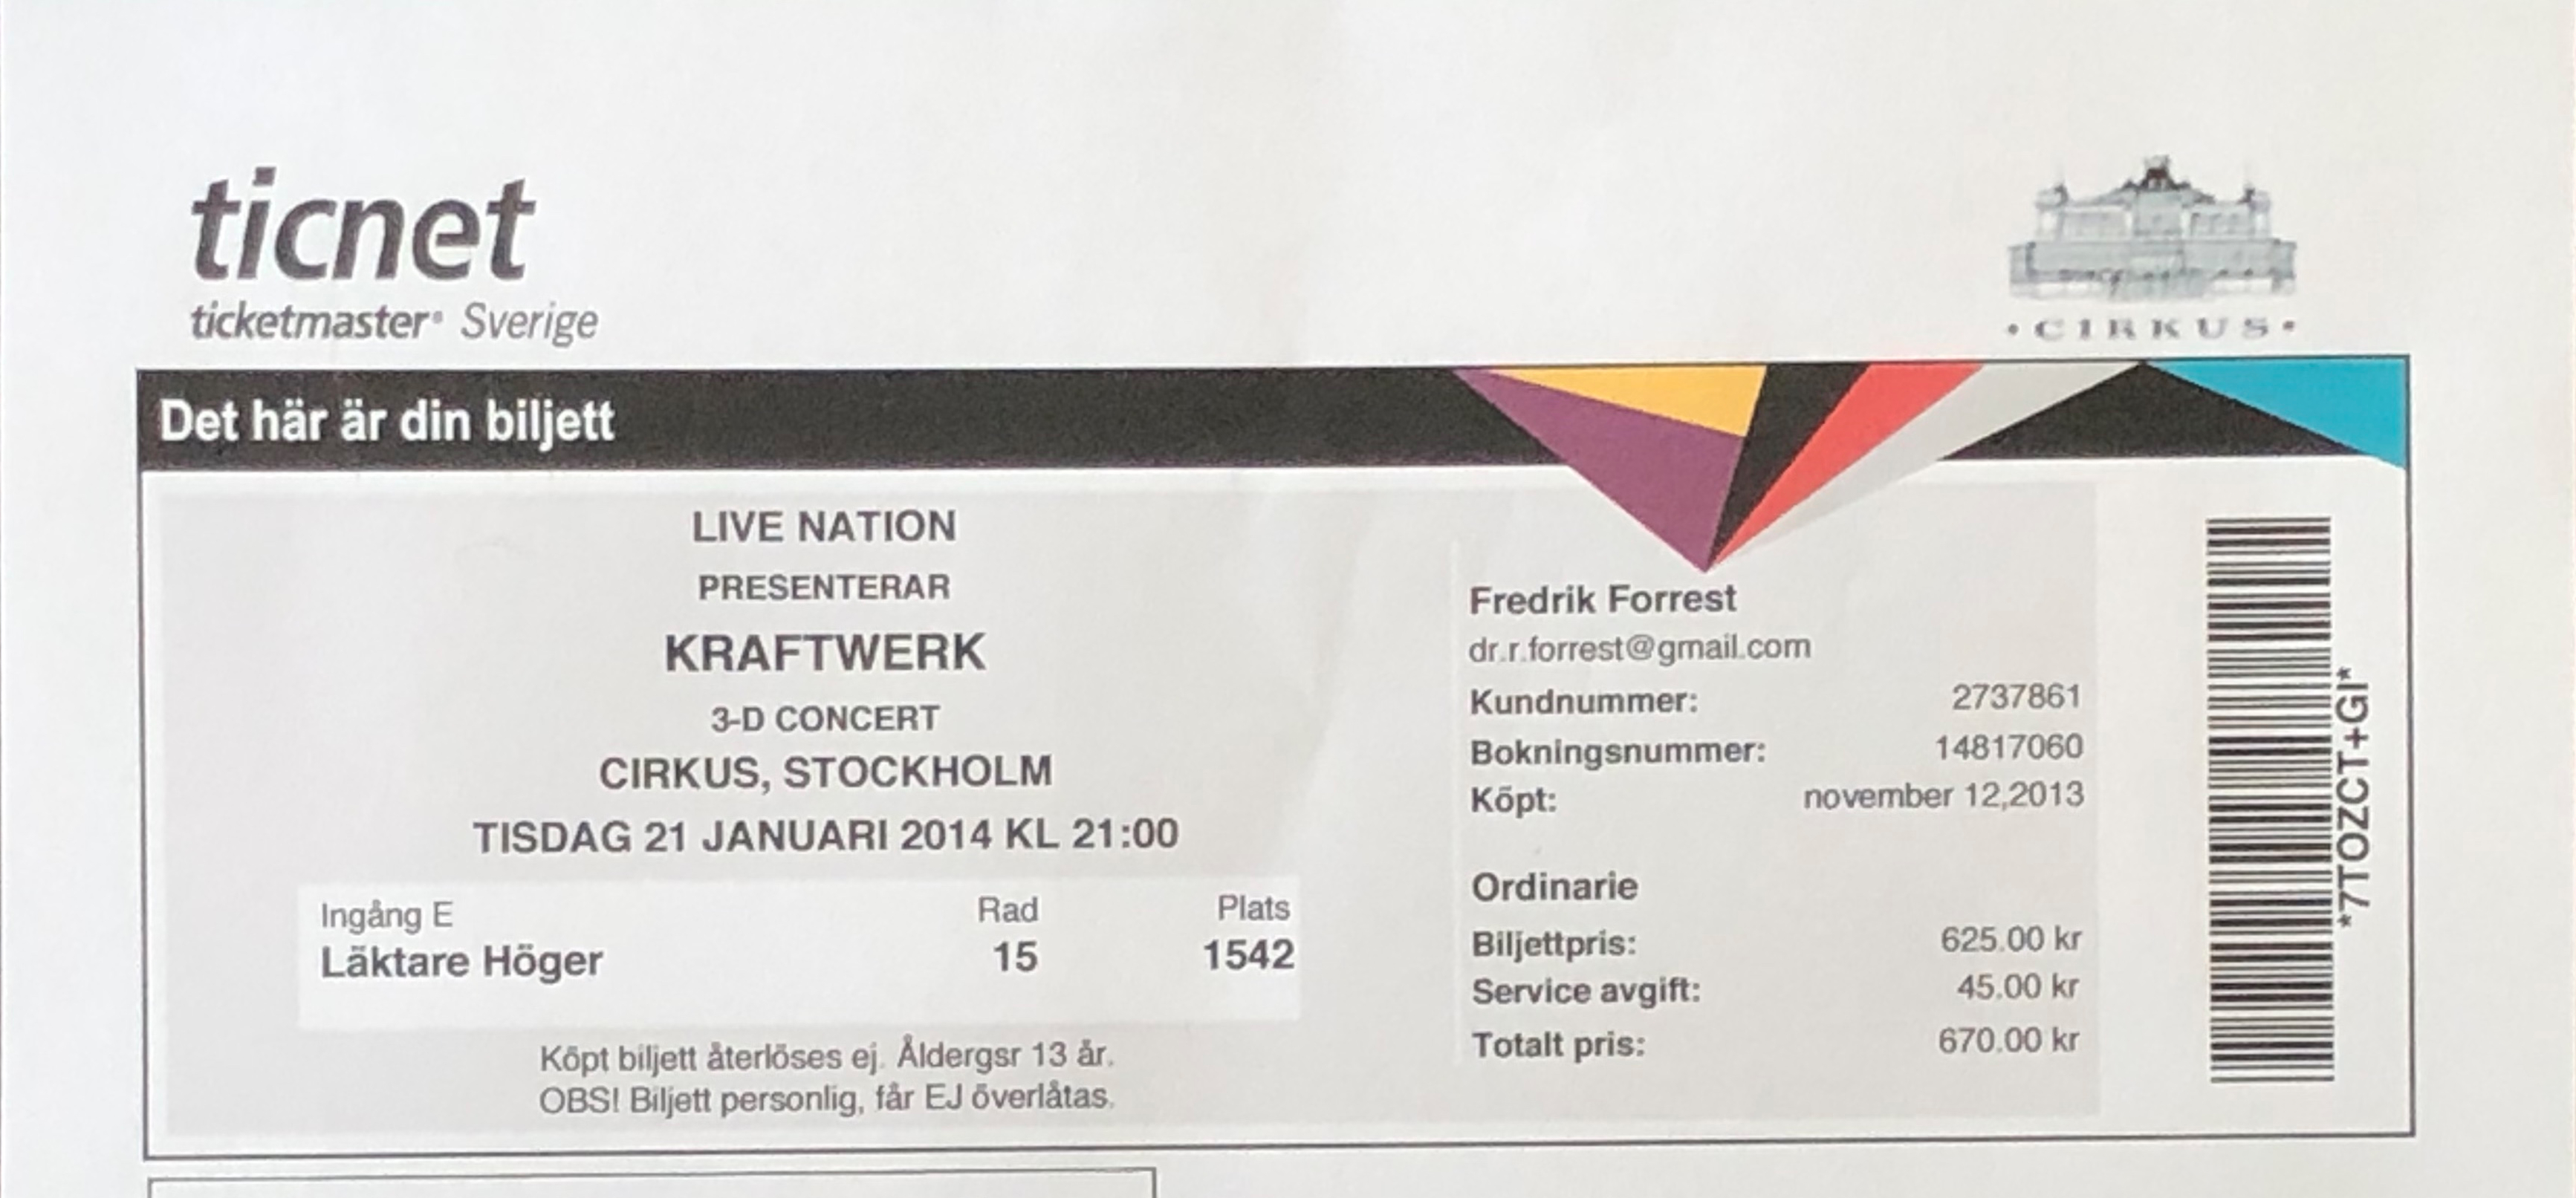 ticnet
ticketmaster® Sverige
• CIRKUS •
Det här är din biljett
LIVE NATION
PRESENTERAR
KRAFTWERK
3-D CONCERT
CIRKUS, STOCKHOLM
TISDAG 21 JANUARI 2014 KL 21:00
Ingång E Rad Plats
Läktare Höger 15 1542
Köpt biljett återlöses ej. Åldergsr 13 år.
OBS! Biljett personlig, får EJ överlåtas.
Fredrik Forrest
dr.r.forrest@gmail.com
Kundnummer: 2737861
Bokningsnummer: 14817060
Köpt: november 12,2013
Ordinarie
Biljettpris: 625.00 kr
Service avgift: 45.00 kr
Totalt pris: 670.00 kr
*7TOZCT+GI*